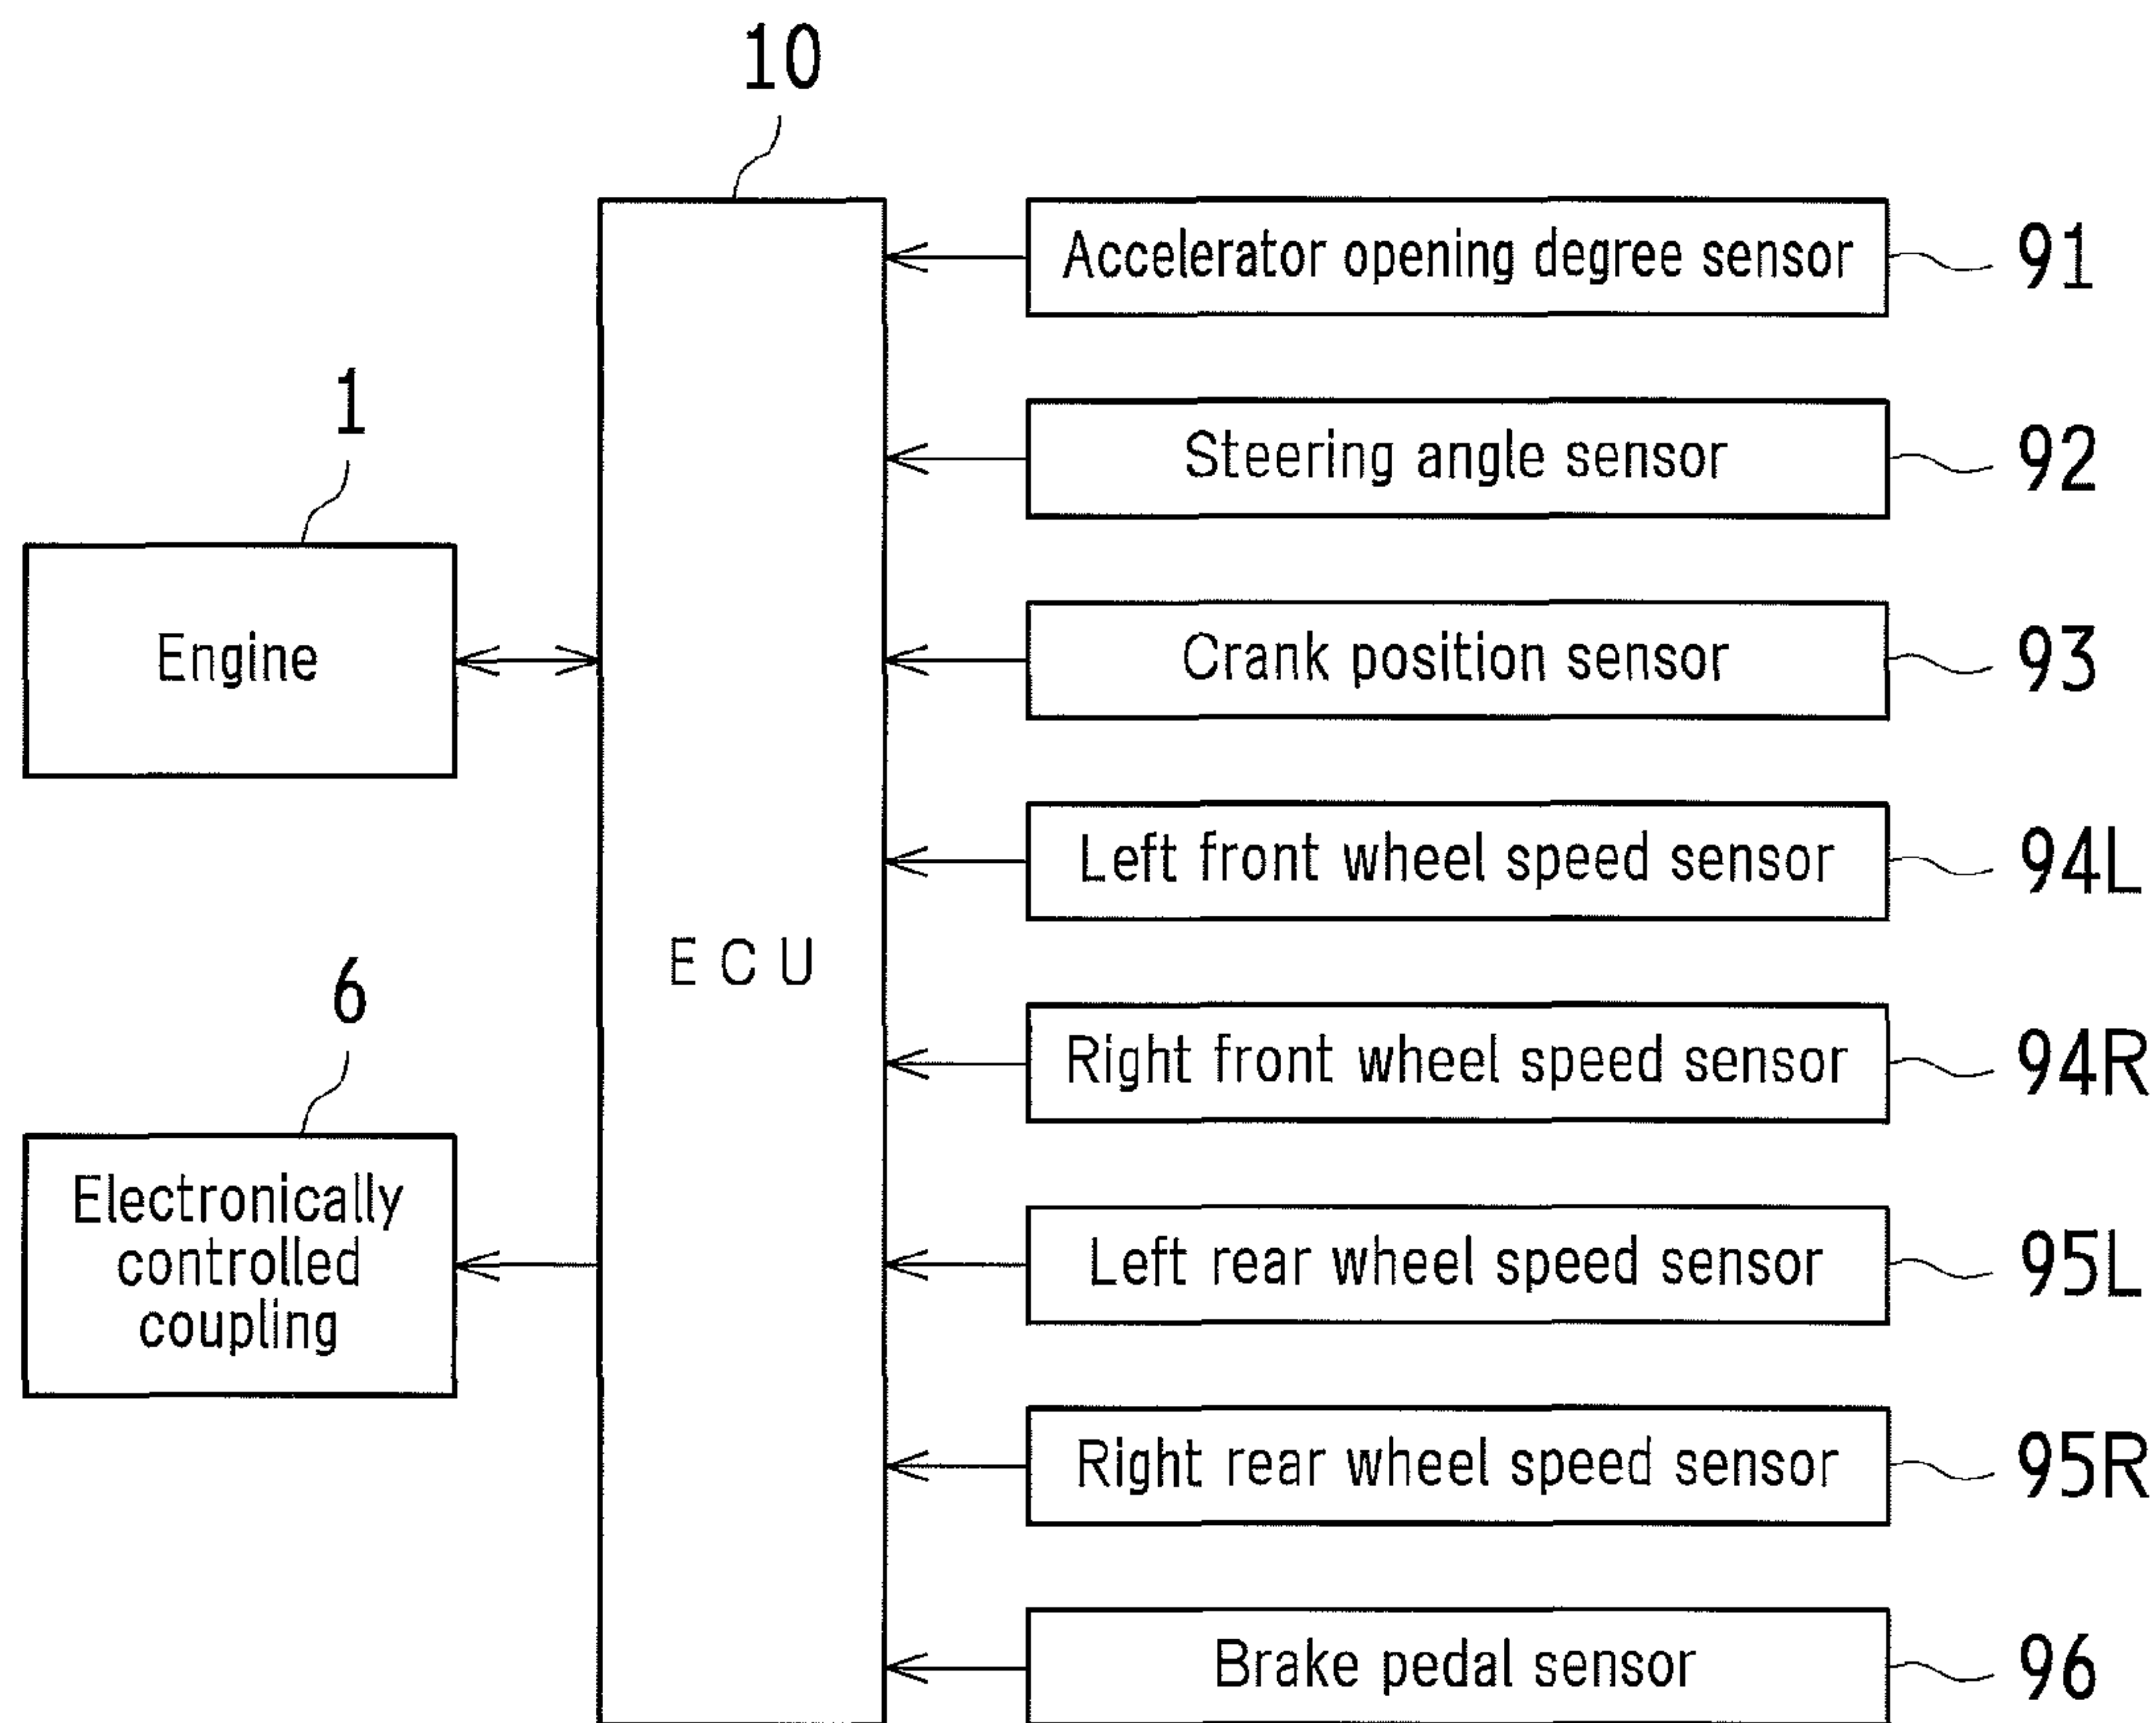 10
Accelerator opening degree sensor
91
Steering angle sensor
92
1
Engine
Crank position sensor
93
Left front wheel speed sensor
94L
ECU
6
Right front wheel speed sensor
94R
Electronically
controlled
coupling
Left rear wheel speed sensor
95L
Right rear wheel speed sensor
95R
Brake pedal sensor
96